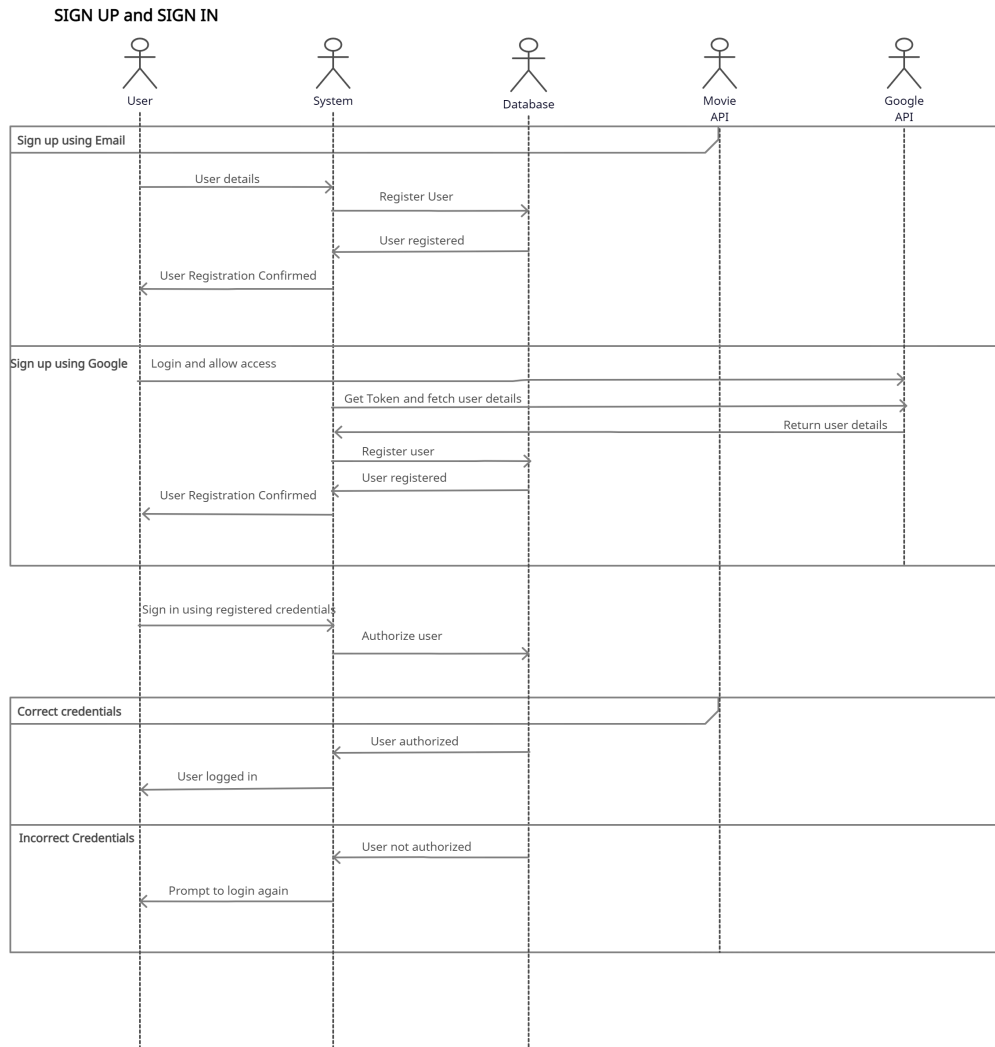 SIGN UP and SIGN IN
User
System
Database
Movie
API
Google
API
Sign up using Email
User details
Register User
User registered
User Registration Confirmed
Sign up using Google
Login and allow access
Get Token and fetch user details
Return user details
Register user
User registered
User Registration Confirmed
Sign in using registered credentials
Authorize user
Correct credentials
User authorized
User logged in
Incorrect Credentials
User not authorized
Prompt to login again